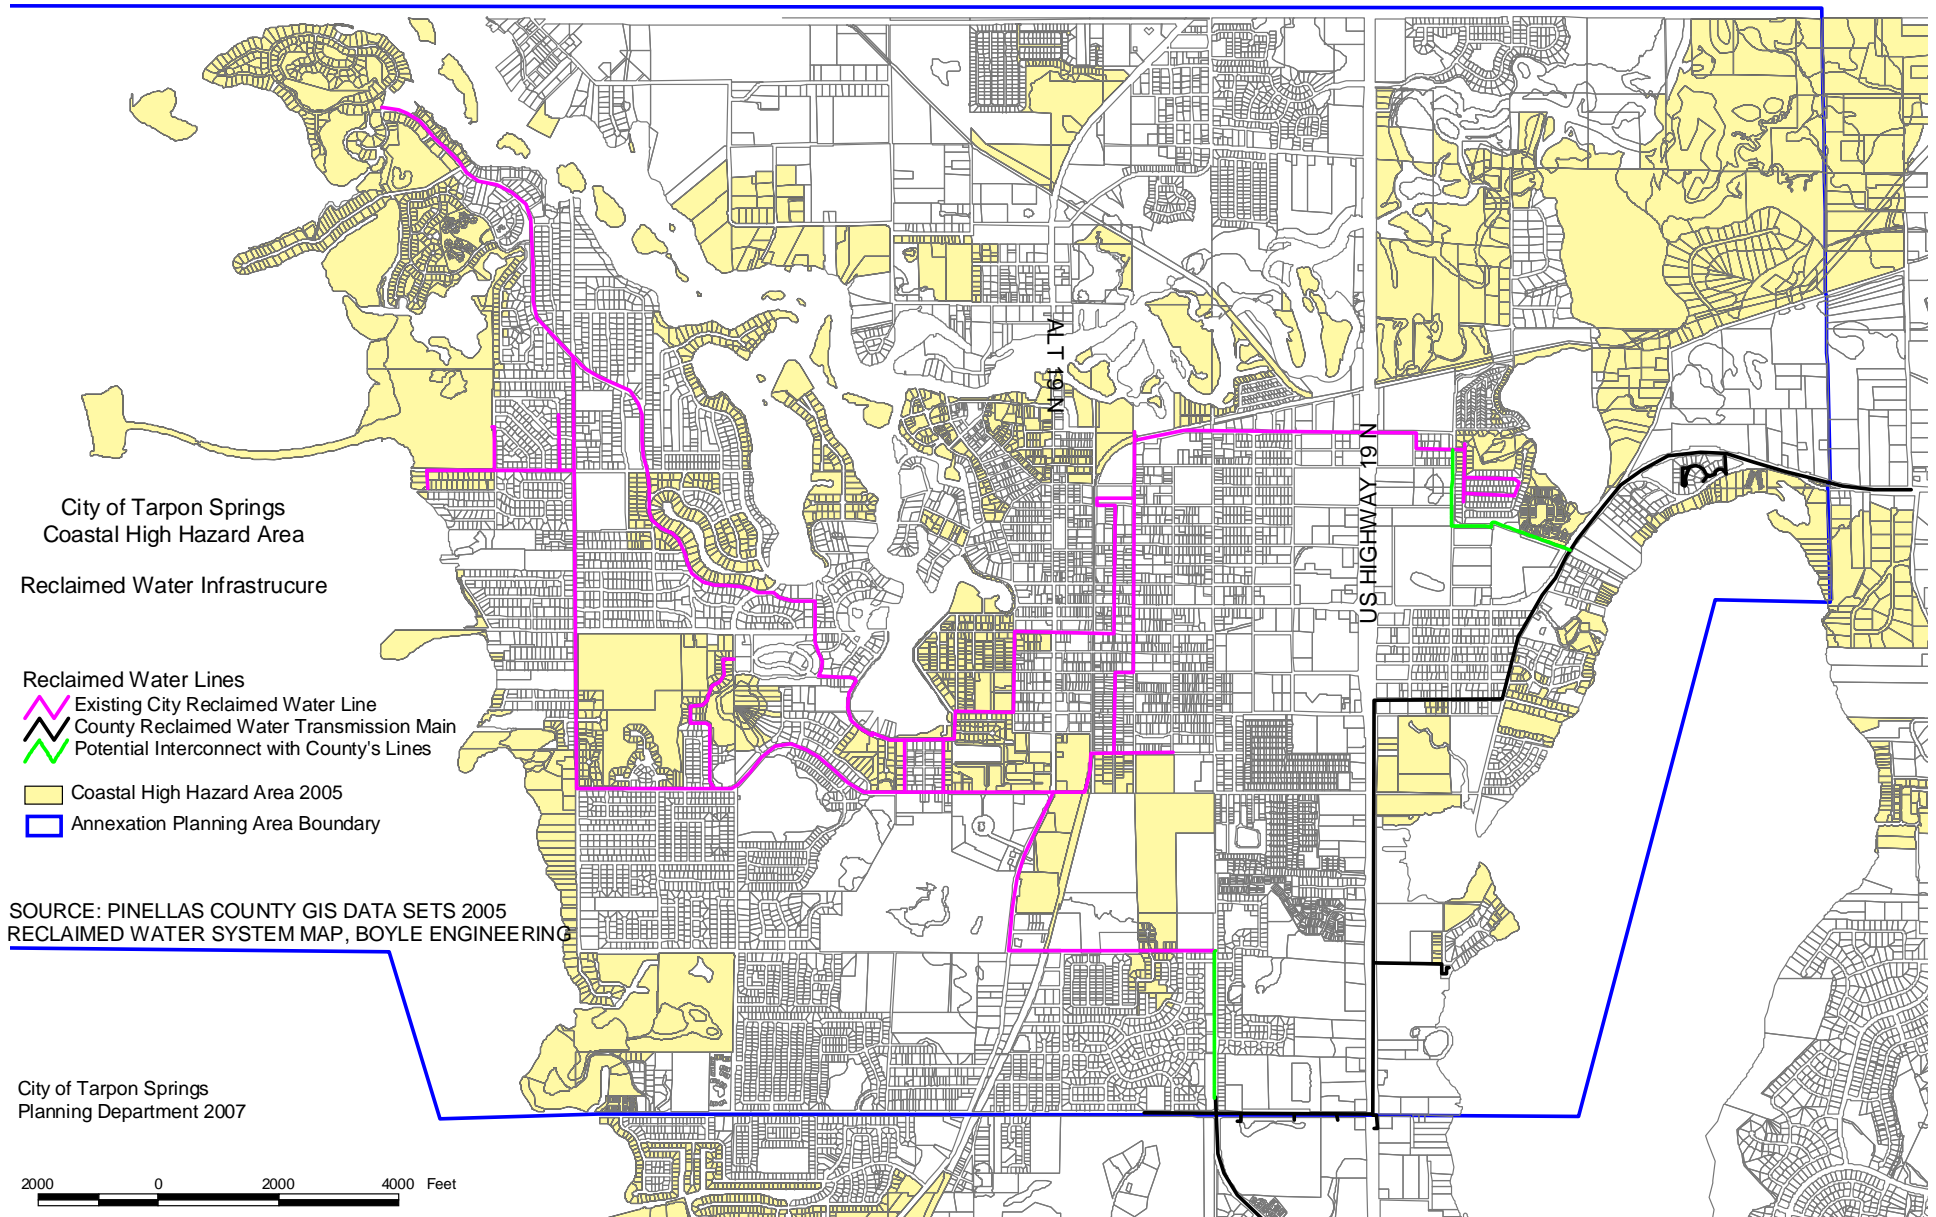 City of Tarpon Springs
Coastal High Hazard Area
Reclaimed Water Infrastrucure
Reclaimed Water Lines
Existing City Reclaimed Water Line
County Reclaimed Water Transmission Main
Potential Interconnect with County's Lines
Coastal High Hazard Area 2005
Annexation Planning Area Boundary
SOURCE: PINELLAS COUNTY GIS DATA SETS 2005
RECLAIMED WATER SYSTEM MAP, BOYLE ENGINEERING
City of Tarpon Springs
Planning Department 2007
2000 0 2000 4000 Feet
ALT 19 N
US HIGHWAY 19 N